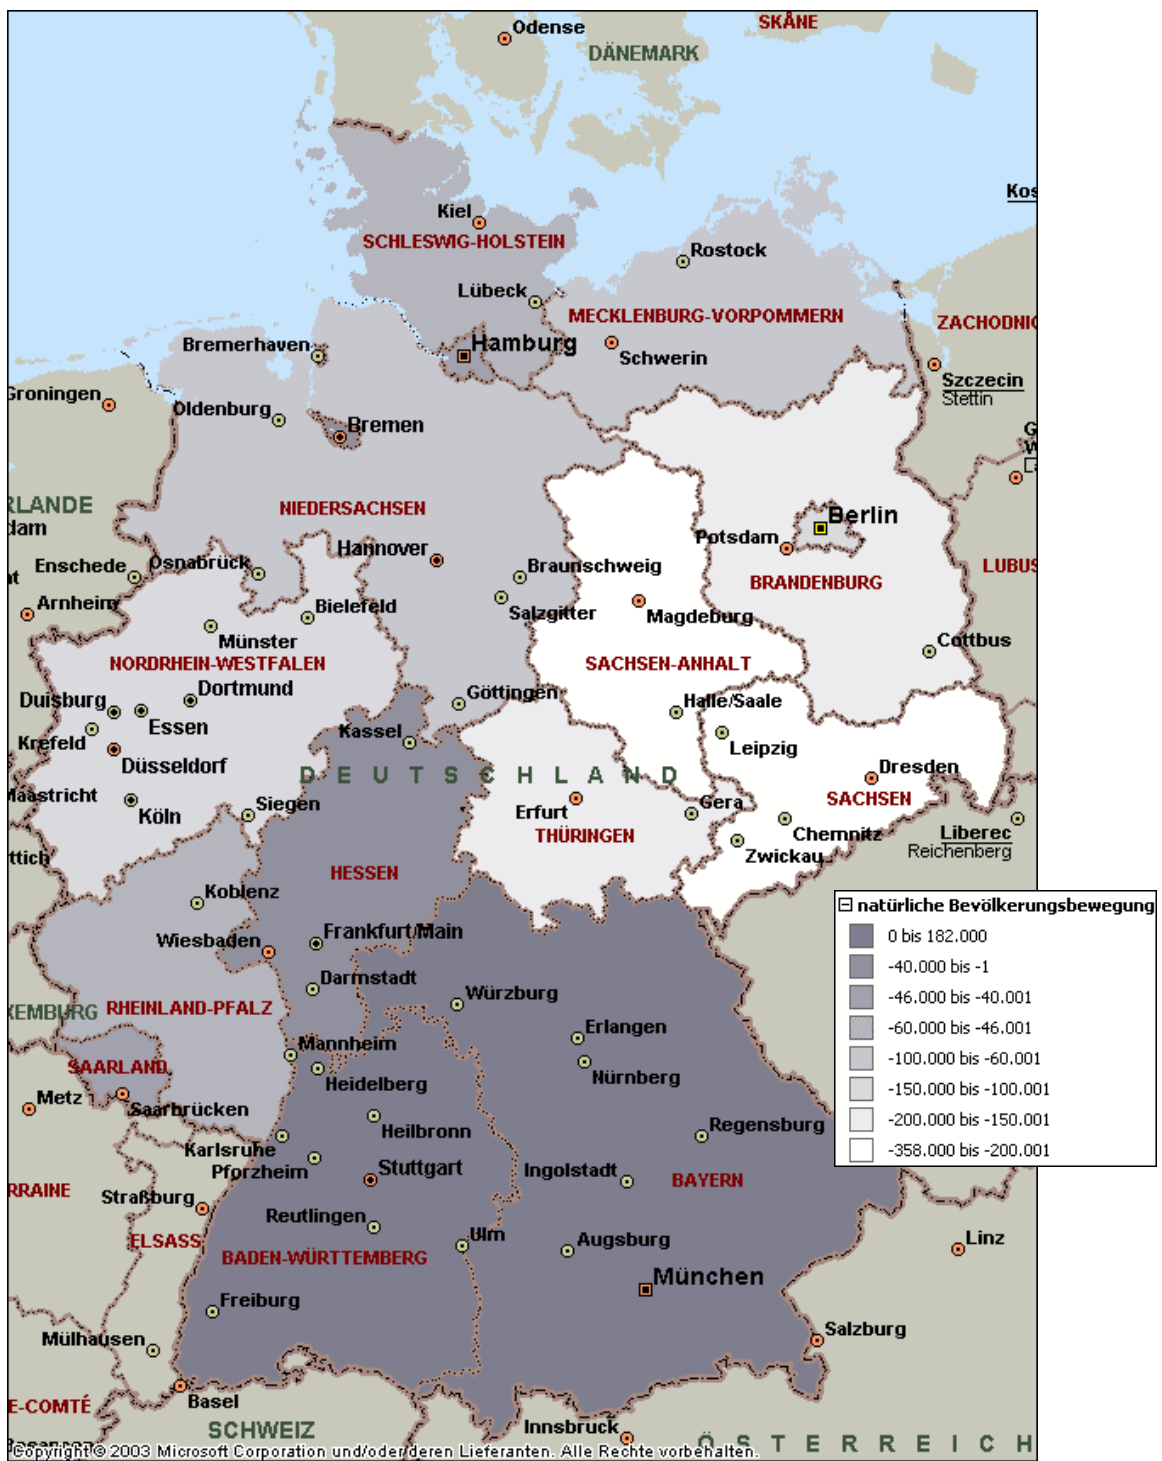 SKÅNE
Odense
DÄNEMARK
Kos
Kiel
SCHLESWIG-HOLSTEIN
Rostock
Lübeck
MECKLENBURG-VORPOMMERN
ZACHODNIO
Bremerhaven
Hamburg
Schwerin
Szczecin
Stettin
Groningen
Oldenburg
Bremen
RLANDE
dam
NIEDERSACHSEN
Berlin
Potsdam
Hannover
Enschede
Osnabrück
Braunschweig
BRANDENBURG
LUBUS
Arnheim
Bielefeld
Salzgitter
Magdeburg
Münster
Cottbus
NORDRHEIN-WESTFALEN
SACHSEN-ANHALT
Duisburg
Dortmund
Göttingen
Halle/Saale
Essen
Krefeld
Kassel
Leipzig
Düsseldorf
DEUTSCHLAND
Dresden
Maastricht
Köln
Siegen
Erfurt
Gera
SACHSEN
THÜRINGEN
Chemnitz
Liberec
Reichenberg
Zwickau
ttich
HESSEN
Koblenz
Wiesbaden
Frankfurt/Main
Darmstadt
Würzburg
XEMBURG
RHEINLAND-PFALZ
Erlangen
Mannheim
SAARLAND
Heidelberg
Nürnberg
Metz
Saarbrücken
Heilbronn
Regensburg
Karlsruhe
Pforzheim
Stuttgart
Ingolstadt
BAYERN
RRAINE
Straßburg
Reutlingen
Ulm
Augsburg
Linz
ELSASS
BADEN-WÜRTTEMBERG
München
Freiburg
Mülhausen
Salzburg
Basel
E-COMTÉ
SCHWEIZ
Innsbruck
ÖSTERREICH
Copyright © 2003 Microsoft Corporation und/oder deren Lieferanten. Alle Rechte vorbehalten.
natürliche Bevölkerungsbewegung
0 bis 182.000
-40.000 bis -1
-46.000 bis -40.001
-60.000 bis -46.001
-100.000 bis -60.001
-150.000 bis -100.001
-200.000 bis -150.001
-358.000 bis -200.001